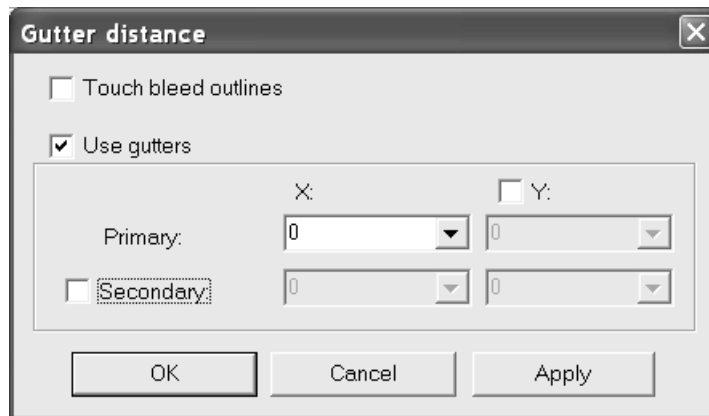 Gutter distance
Touch bleed outlines
Use gutters
X: Y:
Primary: 0 0
Secondary: 0 0
OK Cancel Apply